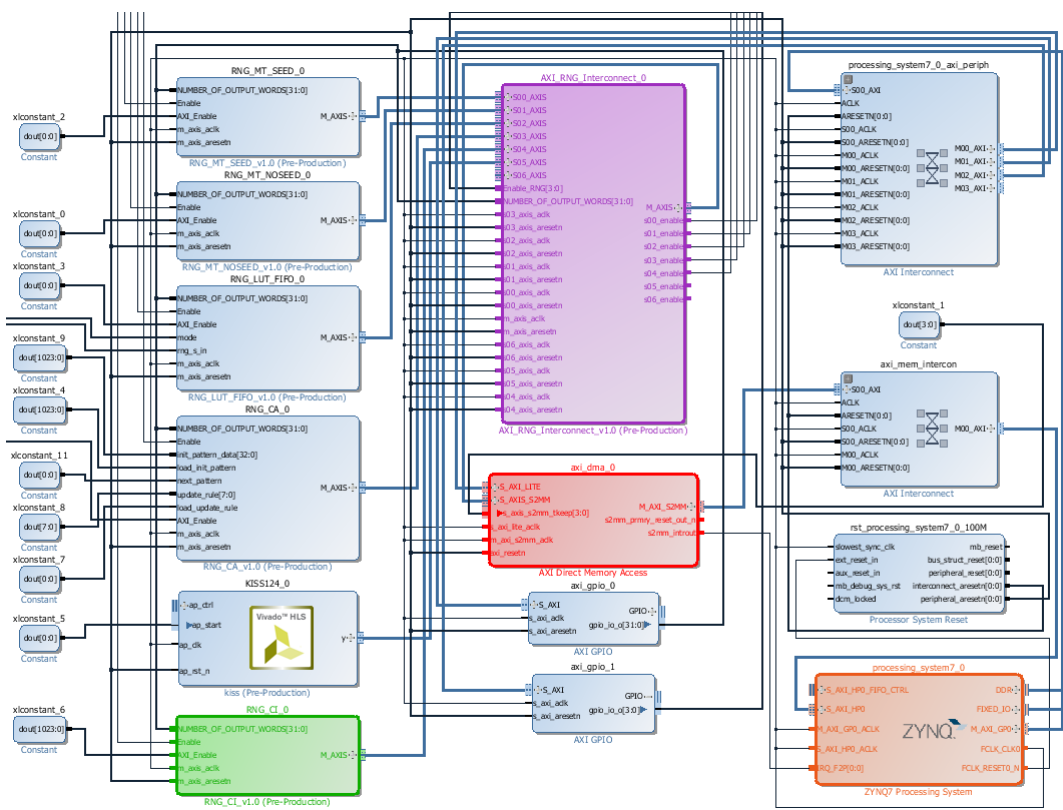 xlconstant_2
dout[0:0]
Constant
xlconstant_0
dout[0:0]
Constant
xlconstant_3
dout[0:0]
Constant
xlconstant_9
dout[1023:0]
Constant
xlconstant_4
dout[1023:0]
Constant
xlconstant_11
dout[0:0]
Constant
xlconstant_8
dout[7:0]
Constant
xlconstant_7
dout[0:0]
Constant
xlconstant_5
dout[0:0]
Constant
xlconstant_6
dout[1023:0]
Constant
RNG_MT_SEED_0
NUMBER_OF_OUTPUT_WORDS[31:0]
Enable
AXI_Enable
M_AXIS
m_axis_aclk
m_axis_aresetn
RNG_MT_SEED_v1.0 (Pre-Production)
RNG_MT_NOSEED_0
NUMBER_OF_OUTPUT_WORDS[31:0]
Enable
AXI_Enable
M_AXIS
m_axis_aclk
m_axis_aresetn
RNG_MT_NOSEED_v1.0 (Pre-Production)
RNG_LUT_FIFO_0
NUMBER_OF_OUTPUT_WORDS[31:0]
Enable
AXI_Enable
mode
M_AXIS
rng_s_in
m_axis_aclk
m_axis_aresetn
RNG_LUT_FIFO_v1.0 (Pre-Production)
RNG_CA_0
NUMBER_OF_OUTPUT_WORDS[31:0]
Enable
init_pattern_data[32:0]
load_init_pattern
next_pattern
M_AXIS
update_rule[7:0]
load_update_rule
AXI_Enable
m_axis_aclk
m_axis_aresetn
RNG_CA_v1.0 (Pre-Production)
KISS124_0
ap_ctrl
ap_start
ap_clk
ap_rst_n
Vivado™ HLS
y
kiss (Pre-Production)
RNG_CI_0
NUMBER_OF_OUTPUT_WORDS[31:0]
Enable
AXI_Enable
M_AXIS
m_axis_aclk
m_axis_aresetn
RNG_CI_v1.0 (Pre-Production)
AXI_RNG_Interconnect_0
S00_AXIS
S01_AXIS
S02_AXIS
S03_AXIS
S04_AXIS
S05_AXIS
S06_AXIS
Enable_RNG[3:0]
NUMBER_OF_OUTPUT_WORDS[31:0]
s03_axis_aclk
s03_axis_aresetn
s02_axis_aclk
s02_axis_aresetn
s01_axis_aclk
s01_axis_aresetn
s00_axis_aclk
s00_axis_aresetn
m_axis_aclk
m_axis_aresetn
s06_axis_aclk
s06_axis_aresetn
s05_axis_aclk
s05_axis_aresetn
s04_axis_aclk
s04_axis_aresetn
M_AXIS
s00_enable
s01_enable
s02_enable
s03_enable
s04_enable
s05_enable
s06_enable
AXI_RNG_Interconnect_v1.0 (Pre-Production)
axi_dma_0
S_AXI_LITE
S_AXIS_S2MM
s_axis_s2mm_tkeep[3:0]
s_axi_lite_aclk
m_axi_s2mm_aclk
axi_resetn
M_AXI_S2MM
s2mm_prmry_reset_out_n
s2mm_introut
AXI Direct Memory Access
axi_gpio_0
S_AXI
s_axi_aclk
s_axi_aresetn
GPIO
gpio_io_o[31:0]
AXI GPIO
axi_gpio_1
S_AXI
s_axi_aclk
s_axi_aresetn
GPIO
gpio_io_o[3:0]
AXI GPIO
processing_system7_0_axi_periph
S00_AXI
ACLK
ARESETN[0:0]
S00_ACLK
S00_ARESETN[0:0]
M00_ACLK
M00_ARESETN[0:0]
M01_ACLK
M01_ARESETN[0:0]
M02_ACLK
M02_ARESETN[0:0]
M03_ACLK
M03_ARESETN[0:0]
M00_AXI
M01_AXI
M02_AXI
M03_AXI
AXI Interconnect
xlconstant_1
dout[3:0]
Constant
axi_mem_intercon
S00_AXI
ACLK
ARESETN[0:0]
S00_ACLK
S00_ARESETN[0:0]
M00_ACLK
M00_ARESETN[0:0]
M00_AXI
AXI Interconnect
rst_processing_system7_0_100M
slowest_sync_clk
ext_reset_in
aux_reset_in
mb_debug_sys_rst
dcm_locked
mb_reset
bus_struct_reset[0:0]
peripheral_reset[0:0]
interconnect_aresetn[0:0]
peripheral_aresetn[0:0]
Processor System Reset
processing_system7_0
S_AXI_HP0_FIFO_CTRL
S_AXI_HP0
M_AXI_GP0_ACLK
S_AXI_HP0_ACLK
IRQ_F2P[0:0]
ZYNQ
DDR
FIXED_IO
M_AXI_GP0
FCLK_CLK0
FCLK_RESET0_N
ZYNQ7 Processing System